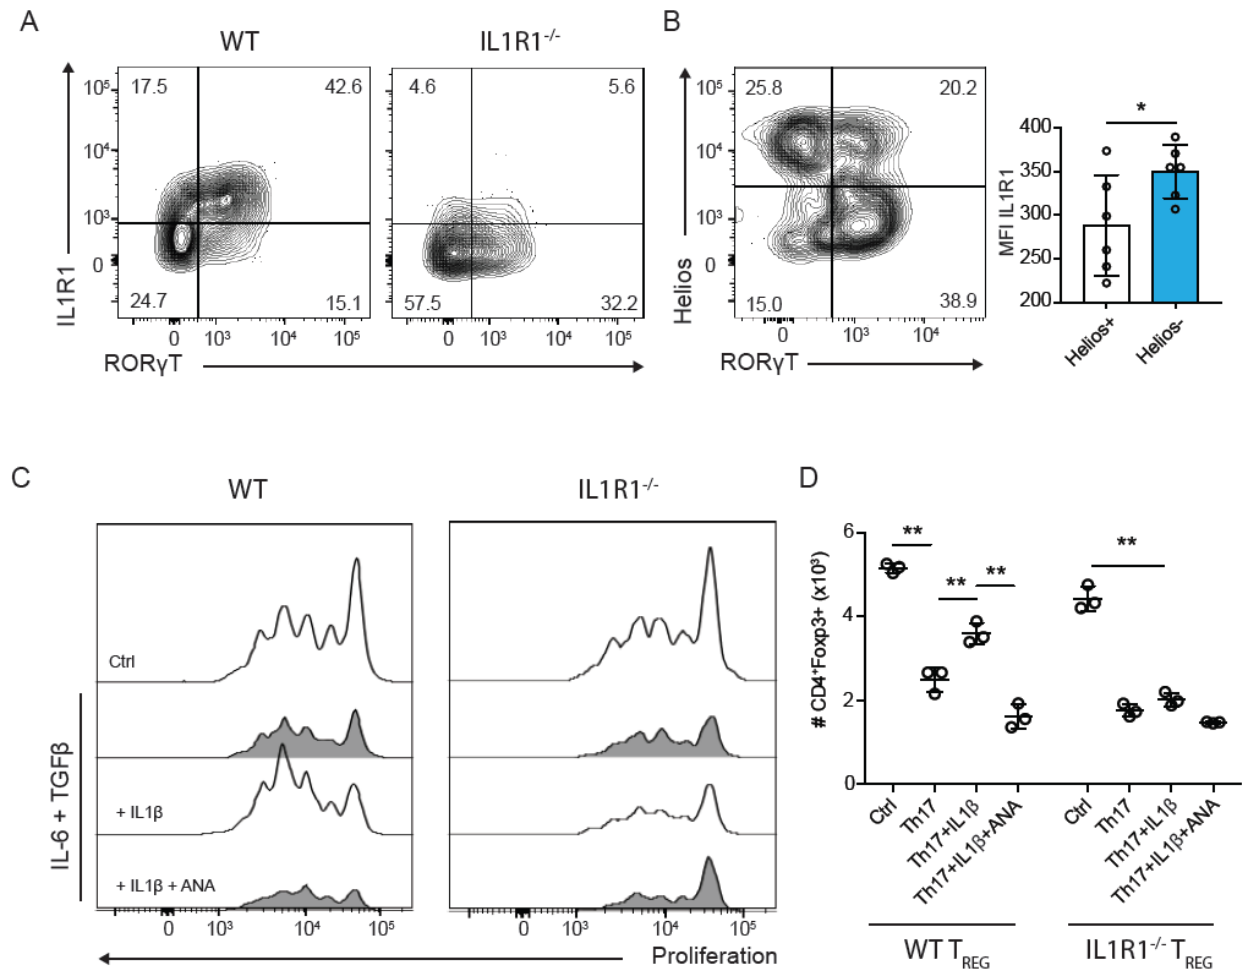 A
WT
IL1R1-/-
17.5 42.6
4.6 5.6
24.7 15.1
57.5 32.2
10⁵
10⁴
10³
0
IL1R1
0 10³ 10⁴ 10⁵
0 10³ 10⁴ 10⁵
RORγT
B
25.8 20.2
15.0 38.9
10⁵
10⁴
10³
0
Helios
0 10³ 10⁴
RORγT
*
400
350
300
250
200
MFI IL1R1
Helios+
Helios-
C
WT
IL1R1-/-
Ctrl
IL-6 + TGFβ
+ IL1β
+ IL1β + ANA
0 10³ 10⁴ 10⁵
0 10³ 10⁴ 10⁵
Proliferation
D
# CD4⁺Foxp3+ (x10³)
6
4
2
0
** ** ** **
Ctrl
Th17
Th17+IL1β
Th17+IL1β+ANA
Ctrl
Th17
Th17+IL1β
Th17+IL1β+ANA
WT TREG
IL1R1-/- TREG